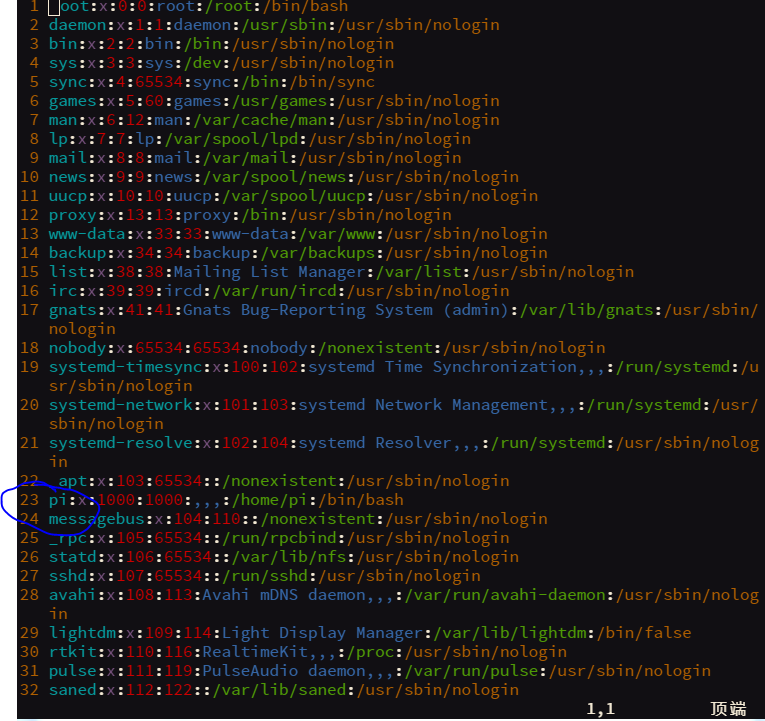 1 root:x:0:0:root:/root:/bin/bash
2 daemon:x:1:1:daemon:/usr/sbin:/usr/sbin/nologin
3 bin:x:2:2:bin:/bin:/usr/sbin/nologin
4 sys:x:3:3:sys:/dev:/usr/sbin/nologin
5 sync:x:4:65534:sync:/bin:/bin/sync
6 games:x:5:60:games:/usr/games:/usr/sbin/nologin
7 man:x:6:12:man:/var/cache/man:/usr/sbin/nologin
8 lp:x:7:7:lp:/var/spool/lpd:/usr/sbin/nologin
9 mail:x:8:8:mail:/var/mail:/usr/sbin/nologin
10 news:x:9:9:news:/var/spool/news:/usr/sbin/nologin
11 uucp:x:10:10:uucp:/var/spool/uucp:/usr/sbin/nologin
12 proxy:x:13:13:proxy:/bin:/usr/sbin/nologin
13 www-data:x:33:33:www-data:/var/www:/usr/sbin/nologin
14 backup:x:34:34:backup:/var/backups:/usr/sbin/nologin
15 list:x:38:38:Mailing List Manager:/var/list:/usr/sbin/nologin
16 irc:x:39:39:ircd:/var/run/ircd:/usr/sbin/nologin
17 gnats:x:41:41:Gnats Bug-Reporting System (admin):/var/lib/gnats:/usr/sbin/
nologin
18 nobody:x:65534:65534:nobody:/nonexistent:/usr/sbin/nologin
19 systemd-timesync:x:100:102:systemd Time Synchronization,,,:/run/systemd:/u
sr/sbin/nologin
20 systemd-network:x:101:103:systemd Network Management,,,:/run/systemd:/usr/
sbin/nologin
21 systemd-resolve:x:102:104:systemd Resolver,,,:/run/systemd:/usr/sbin/nolog
in
22 _apt:x:103:65534::/nonexistent:/usr/sbin/nologin
23 pi:x:1000:1000:,,,:/home/pi:/bin/bash
24 messagebus:x:104:110::/nonexistent:/usr/sbin/nologin
25 _rpc:x:105:65534::/run/rpcbind:/usr/sbin/nologin
26 statd:x:106:65534::/var/lib/nfs:/usr/sbin/nologin
27 sshd:x:107:65534::/run/sshd:/usr/sbin/nologin
28 avahi:x:108:113:Avahi mDNS daemon,,,:/var/run/avahi-daemon:/usr/sbin/nolog
in
29 lightdm:x:109:114:Light Display Manager:/var/lib/lightdm:/bin/false
30 rtkit:x:110:116:RealtimeKit,,,:/proc:/usr/sbin/nologin
31 pulse:x:111:119:PulseAudio daemon,,,:/var/run/pulse:/usr/sbin/nologin
32 saned:x:112:122::/var/lib/saned:/usr/sbin/nologin
1,1 顶端